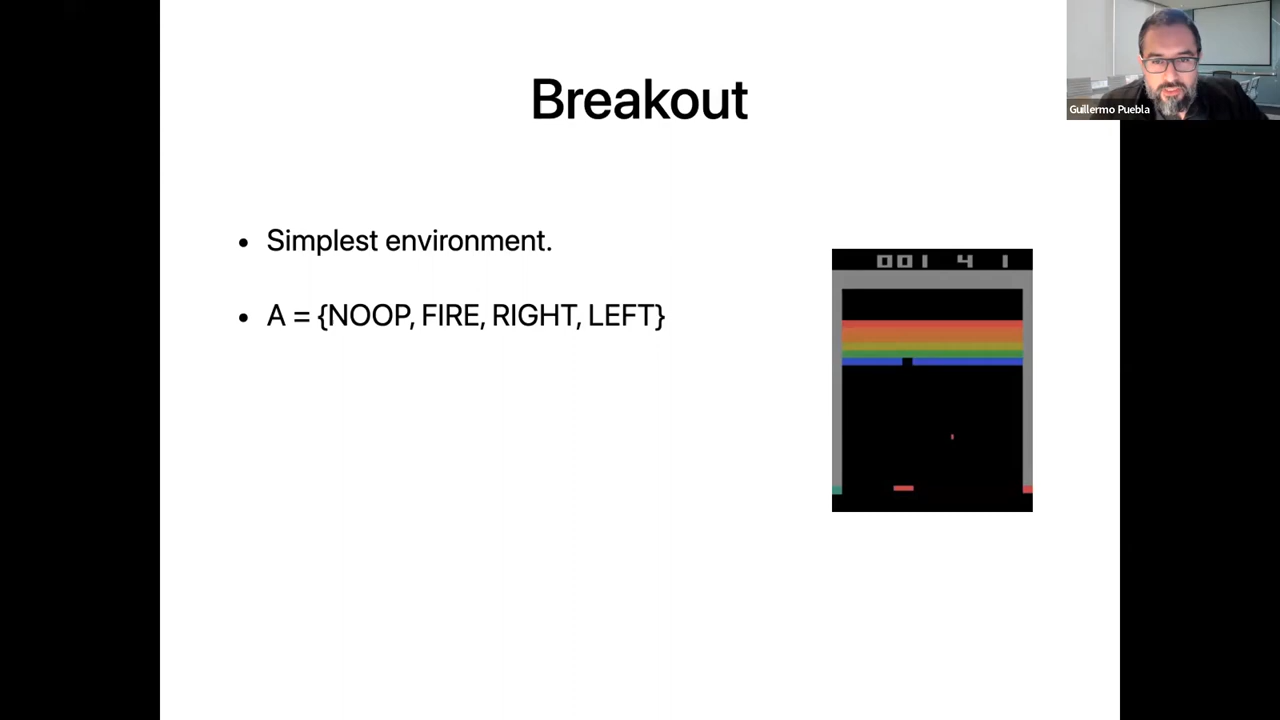 Breakout
Guillermo Puebla
• Simplest environment.
• A = {NOOP, FIRE, RIGHT, LEFT}
001 4 1